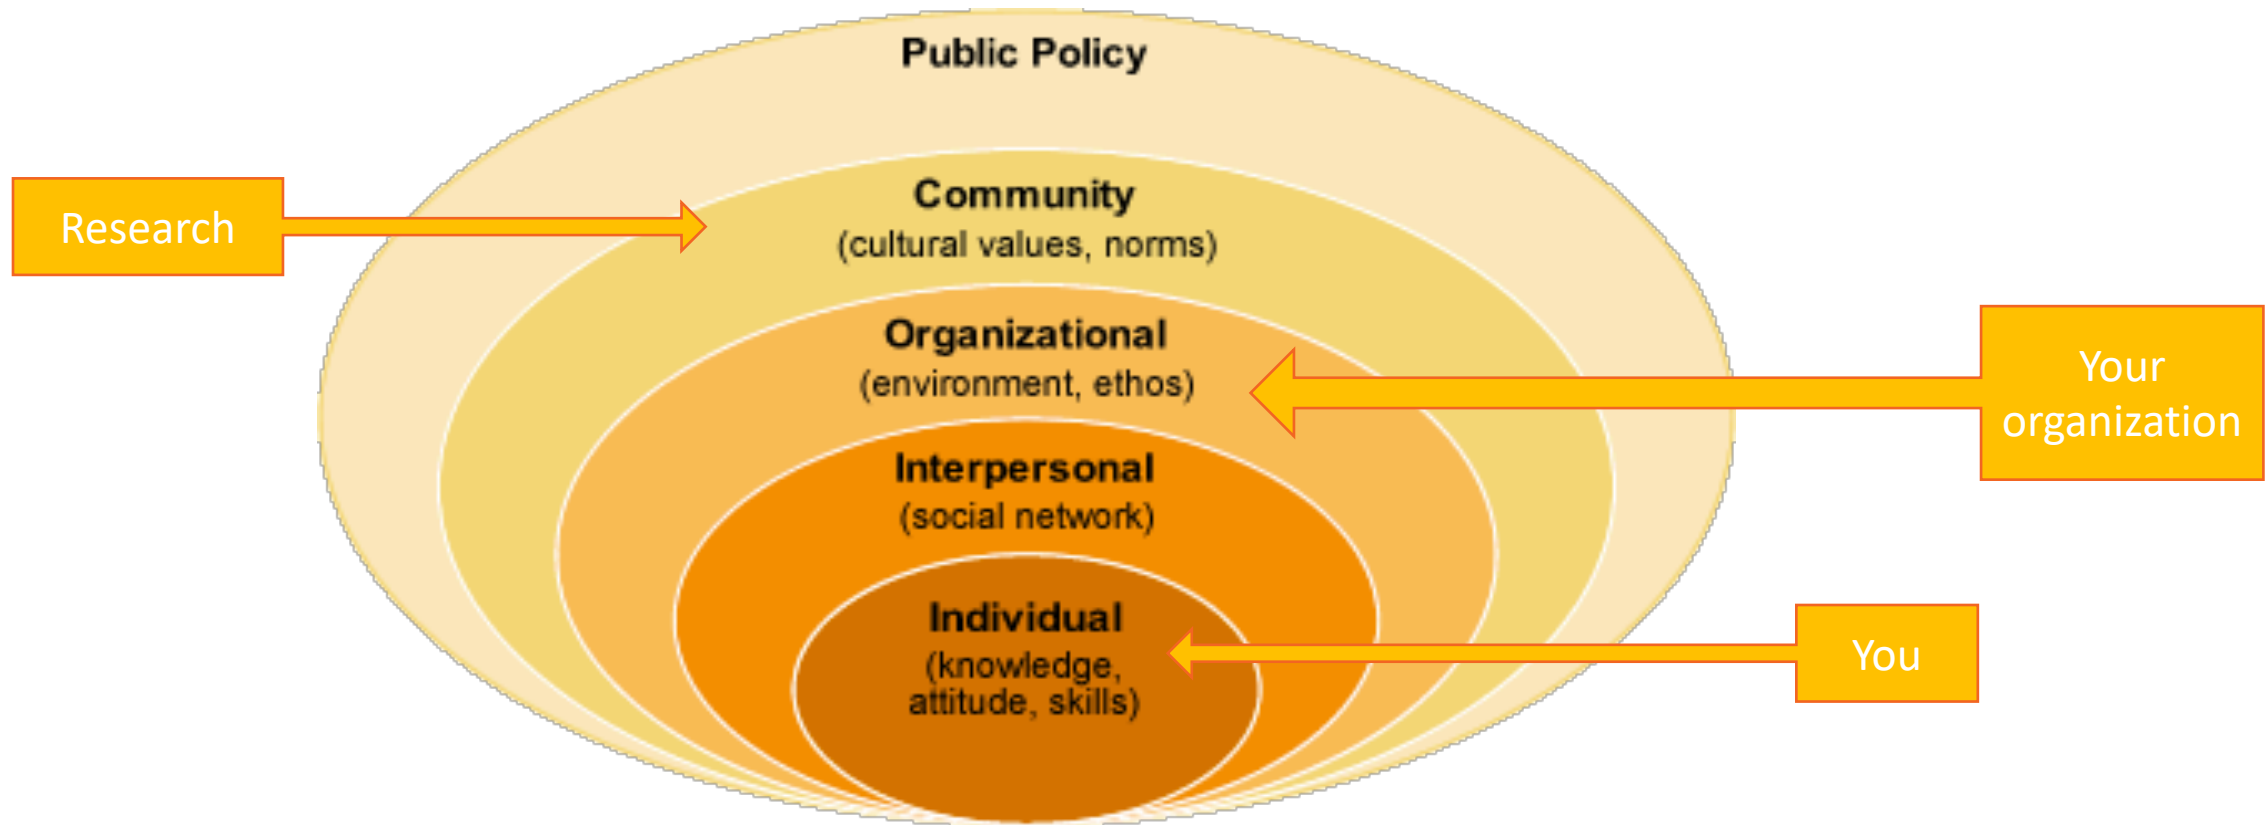 Public Policy
Research
Community
(cultural values, norms)
Organizational
(environment, ethos)
Your
organization
Interpersonal
(social network)
Individual
(knowledge,
attitude, skills)
You